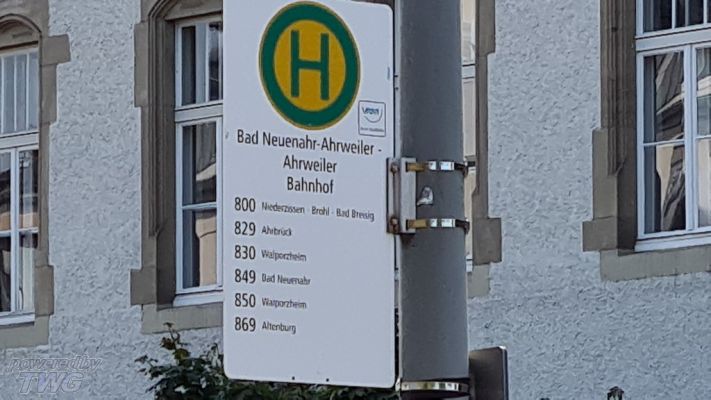 H
Bad Neuenahr-Ahrweiler -
Ahrweiler
Bahnhof
800 Niederzissen - Brohl - Bad Breisig
829 Ahrbrück
830 Walporzheim
849 Bad Neuenahr
850 Walporzheim
869 Altenburg
powered by
TWG